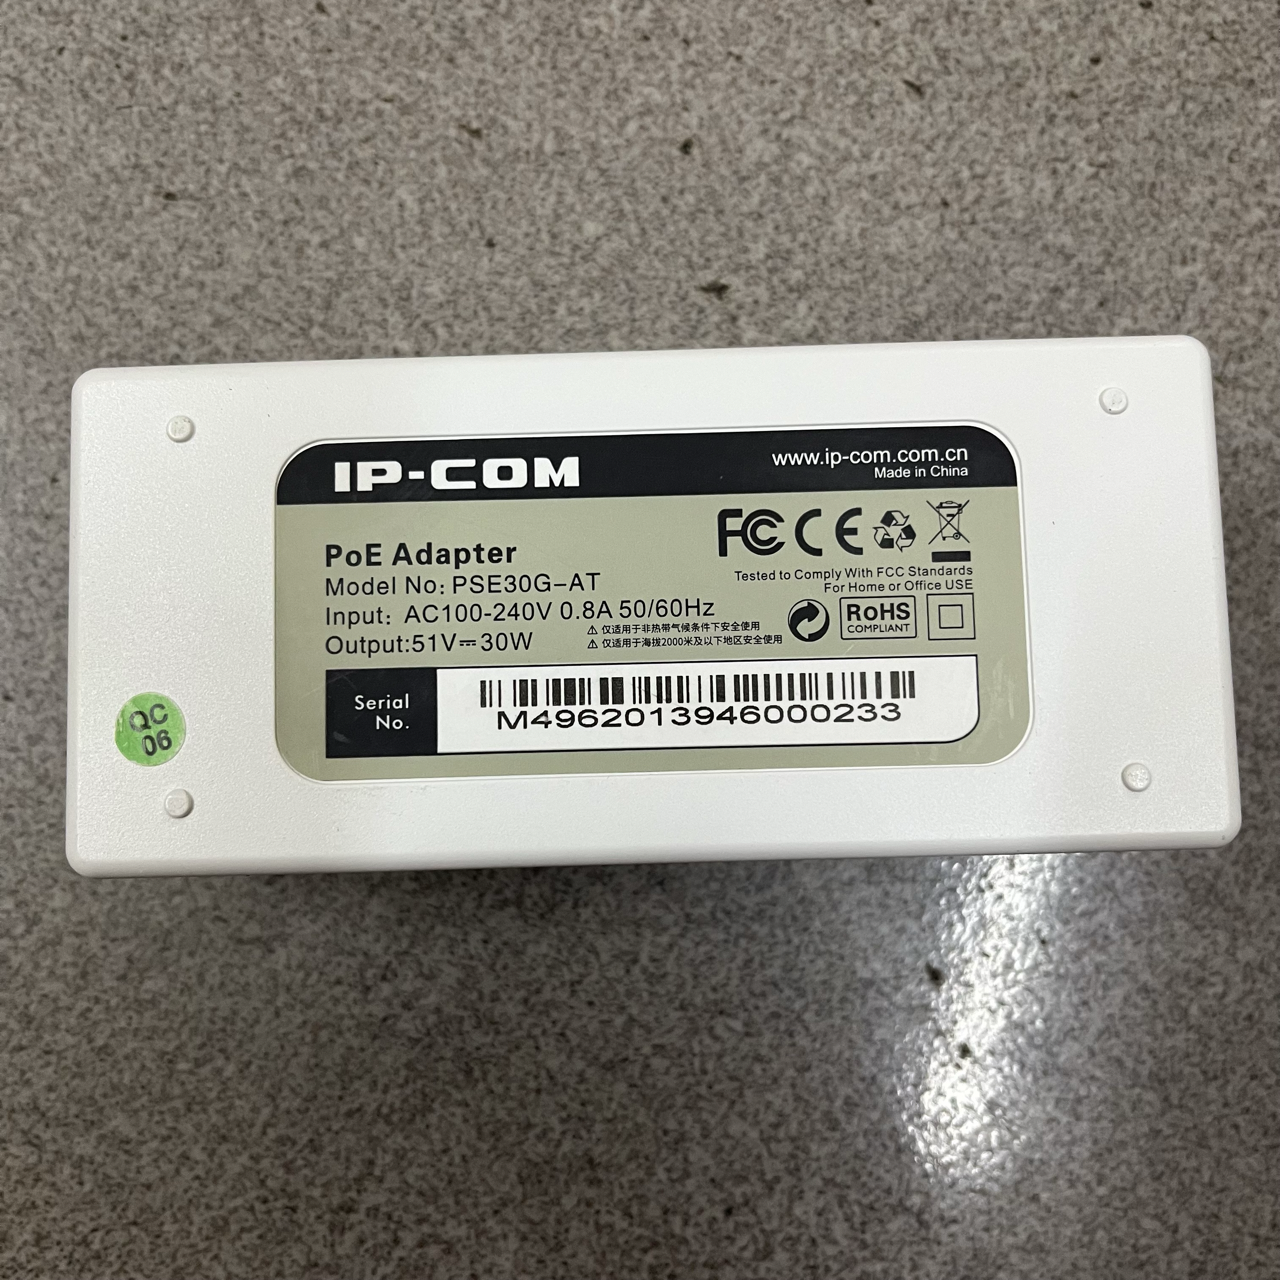 IP-COM
www.ip-com.com.cn
Made in China
PoE Adapter
Model No: PSE30G-AT
Input: AC100-240V 0.8A 50/60Hz
Output:51V⎓30W
FCC CE
Tested to Comply With FCC Standards
For Home or Office USE
⚠ 仅适用于非热带气候条件下安全使用
⚠ 仅适用于海拔2000米及以下地区安全使用
RoHS
COMPLIANT
Serial
No.
M4962013946000233
QC
06